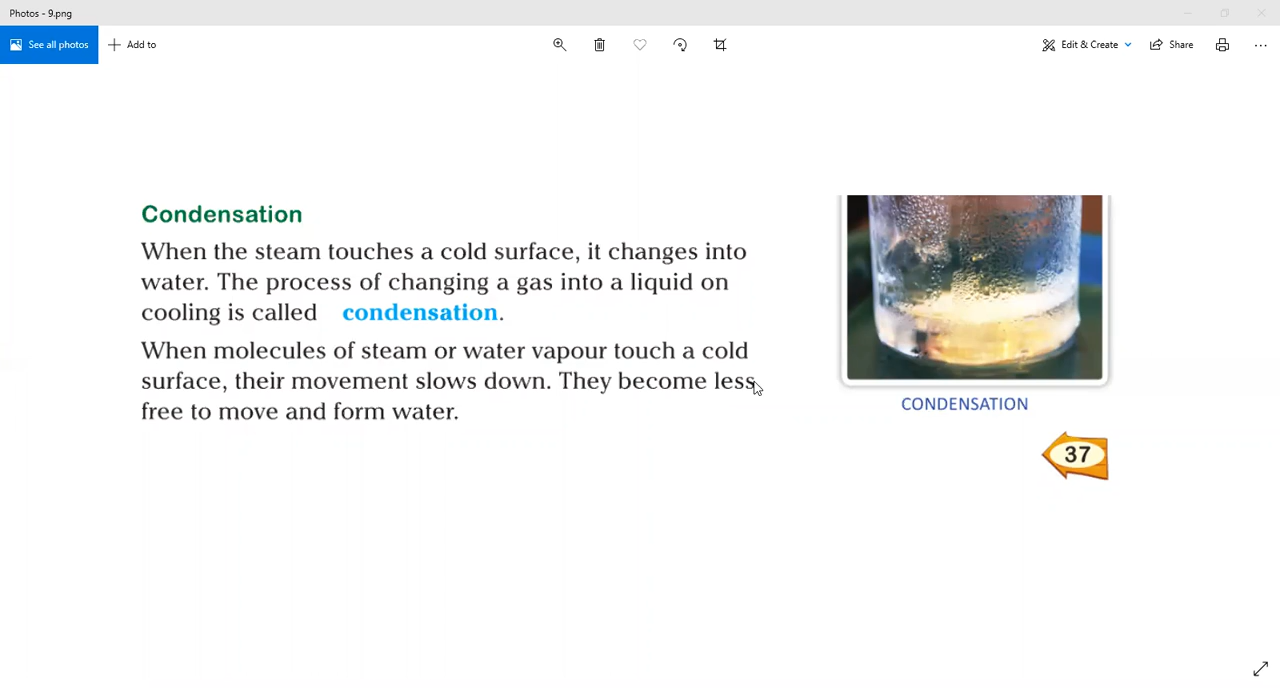 Photos - 9.png
See all photos
Add to
Edit & Create
Share
Condensation
When the steam touches a cold surface, it changes into
water. The process of changing a gas into a liquid on
cooling is called condensation.
When molecules of steam or water vapour touch a cold
surface, their movement slows down. They become less
free to move and form water.
CONDENSATION
37